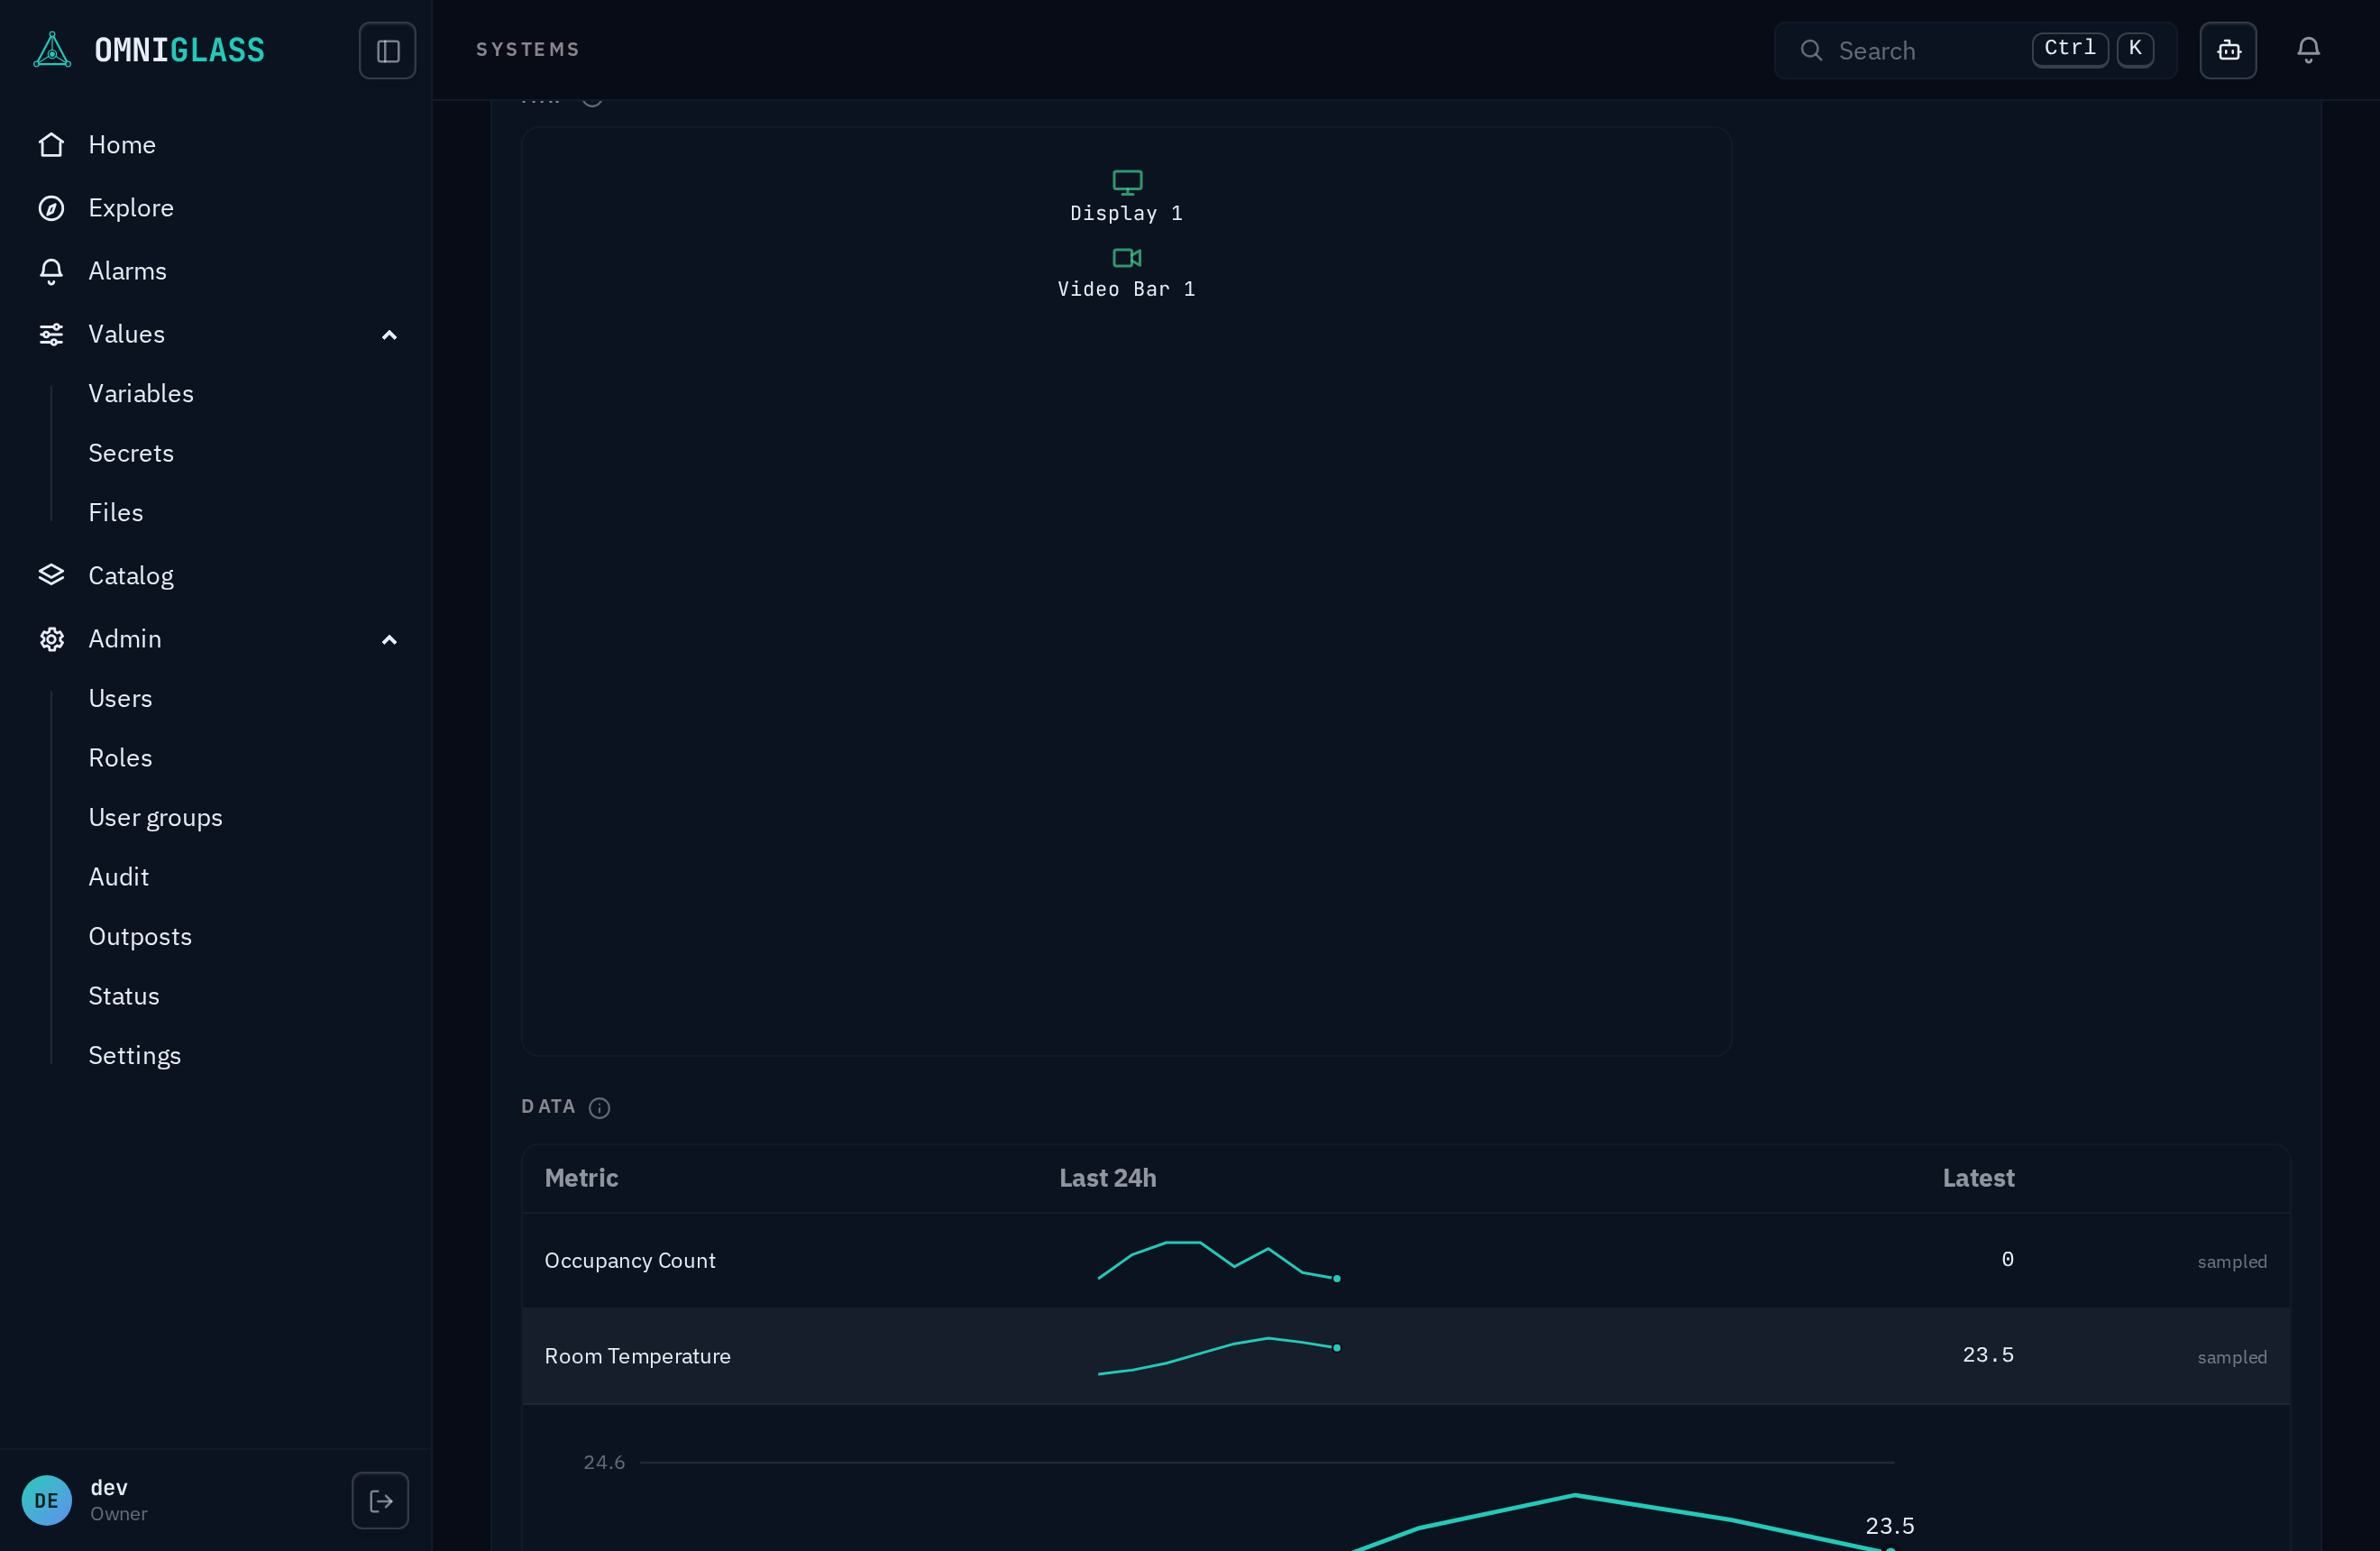 OMNIGLASS
SYSTEMS
Search
Ctrl K
Home
Explore
Alarms
Values
Variables
Secrets
Files
Catalog
Admin
Users
Roles
User groups
Audit
Outposts
Status
Settings
DE
dev
Owner
Display 1
Video Bar 1
DATA
Metric Last 24h Latest
Occupancy Count 0 sampled
Room Temperature 23.5 sampled
24.6
23.5